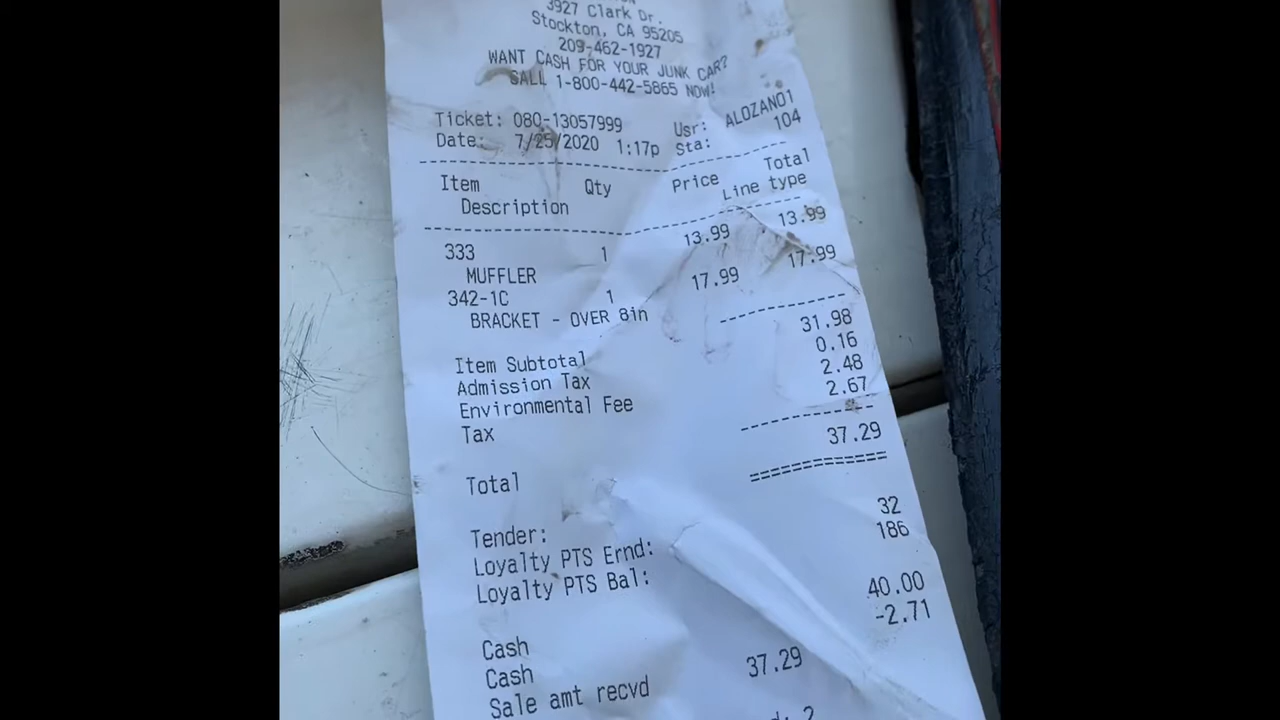 3927 Clark Dr.
Stockton, CA 95205
209-462-1927
WANT CASH FOR YOUR JUNK CAR?
SALL 1-800-442-5865 NOW!
Ticket: 080-13057999 Usr: ALOZANO1
Date: 7/25/2020 1:17p Sta: 104
Item Qty Price Total
Description Line type
333 1 13.99 13.99
MUFFLER
342-1C 1 17.99 17.99
BRACKET - OVER 8in
Item Subtotal 31.98
Admission Tax 0.16
Environmental Fee 2.48
Tax 2.67
Total 37.29
Tender:
Loyalty PTS Ernd: 32
Loyalty PTS Bal: 186
Cash 40.00
Cash -2.71
Sale amt recvd 37.29